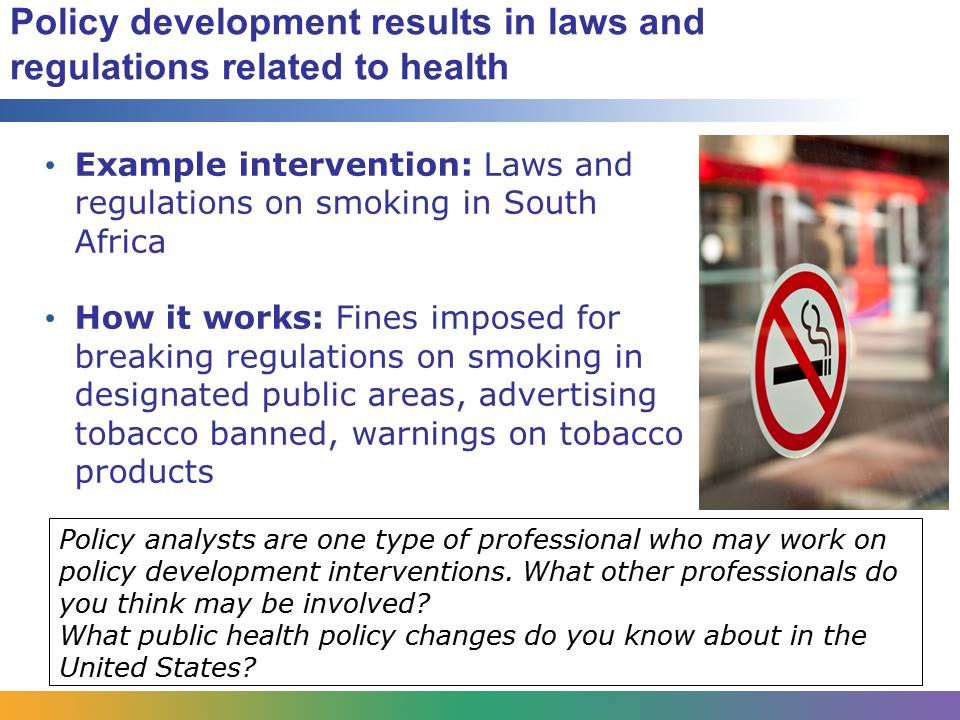 Policy development results in laws and
regulations related to health
• Example intervention: Laws and
regulations on smoking in South
Africa
• How it works: Fines imposed for
breaking regulations on smoking in
designated public areas, advertising
tobacco banned, warnings on tobacco
products
Policy analysts are one type of professional who may work on
policy development interventions. What other professionals do
you think may be involved?
What public health policy changes do you know about in the
United States?